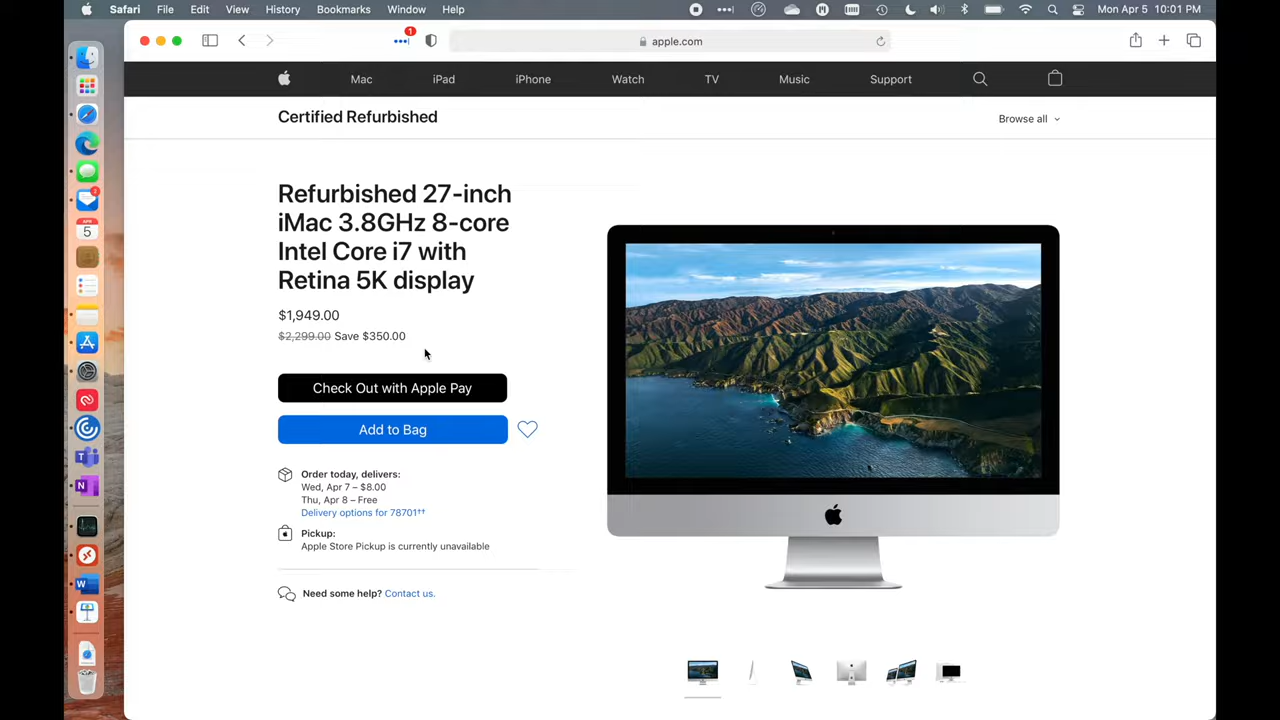 Safari File Edit View History Bookmarks Window Help Mon Apr 5 10:01 PM
1
apple.com
Mac iPad iPhone Watch TV Music Support
Certified Refurbished
Browse all
Refurbished 27-inch
iMac 3.8GHz 8-core
Intel Core i7 with
Retina 5K display
$1,949.00
$2,299.00 Save $350.00
Check Out with Apple Pay
Add to Bag
Order today, delivers:
Wed, Apr 7 – $8.00
Thu, Apr 8 – Free
Delivery options for 78701††
Pickup:
Apple Store Pickup is currently unavailable
Need some help? Contact us.
2
APR
5
T
N
W